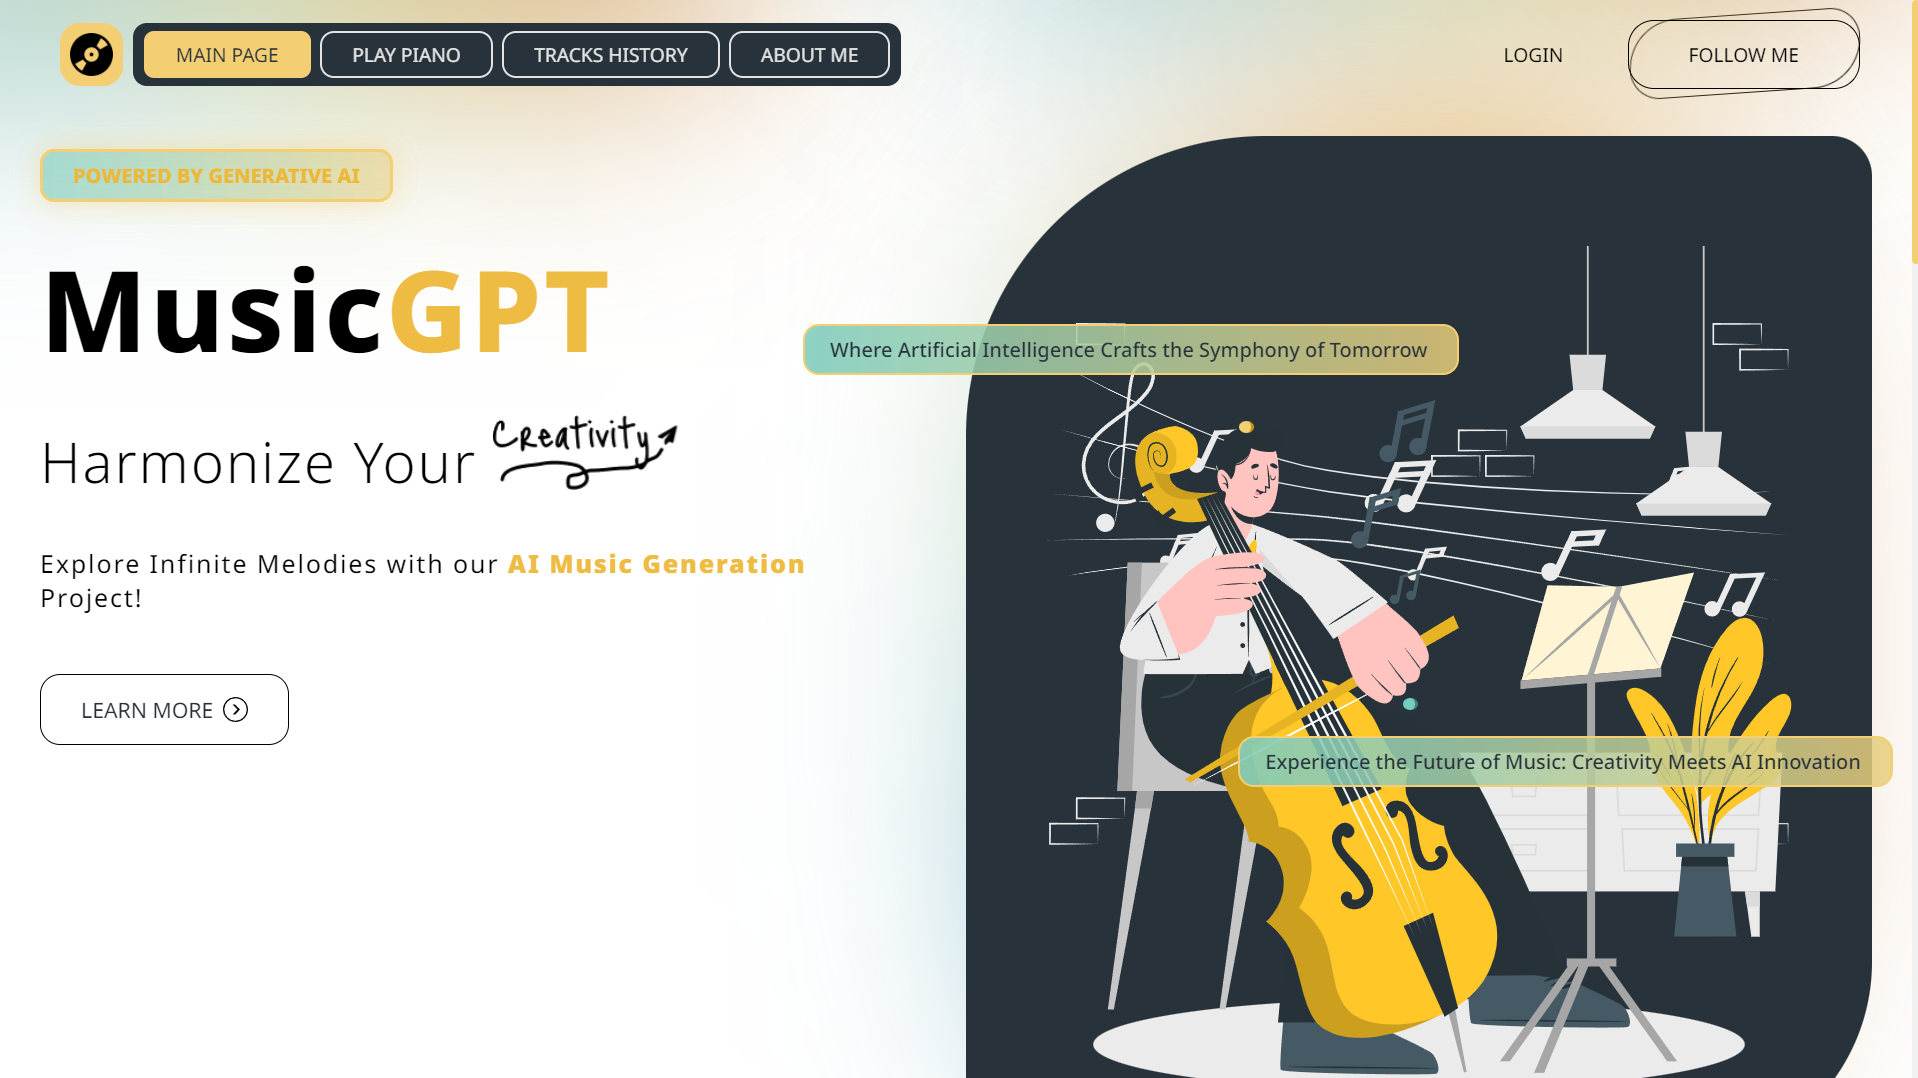 MAIN PAGE
PLAY PIANO
TRACKS HISTORY
ABOUT ME
LOGIN
FOLLOW ME
POWERED BY GENERATIVE AI
MusicGPT
Where Artificial Intelligence Crafts the Symphony of Tomorrow
Harmonize Your Creativity
Explore Infinite Melodies with our AI Music Generation
Project!
LEARN MORE
Experience the Future of Music: Creativity Meets AI Innovation